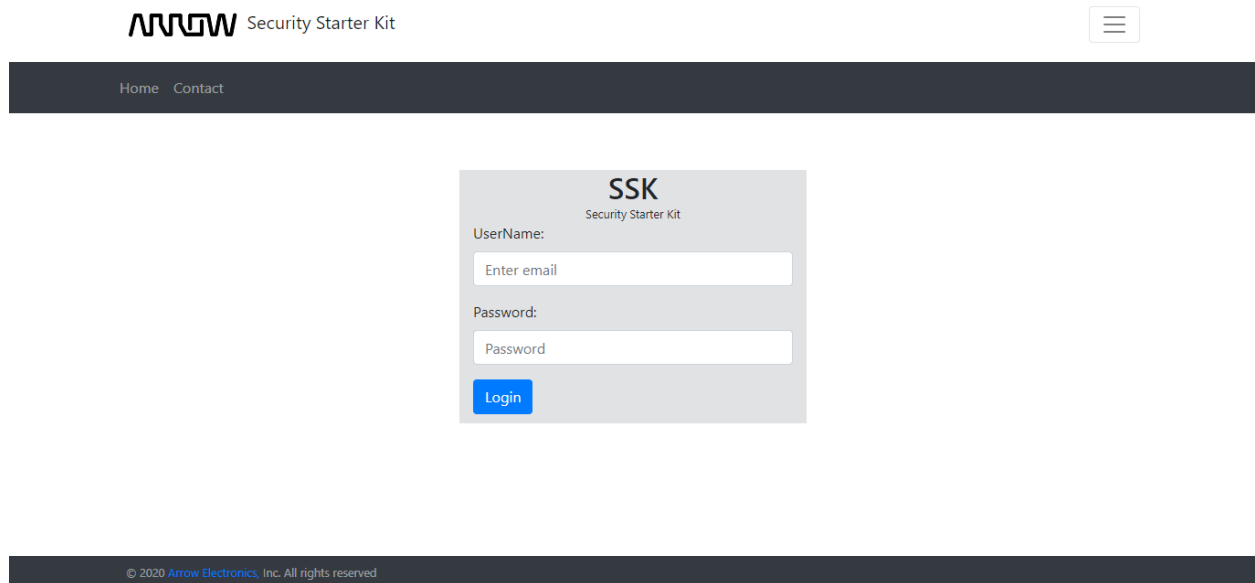 ARROW Security Starter Kit
Home Contact
SSK
Security Starter Kit
UserName:
Enter email
Password:
Password
Login
© 2020 Arrow Electronics, Inc. All rights reserved